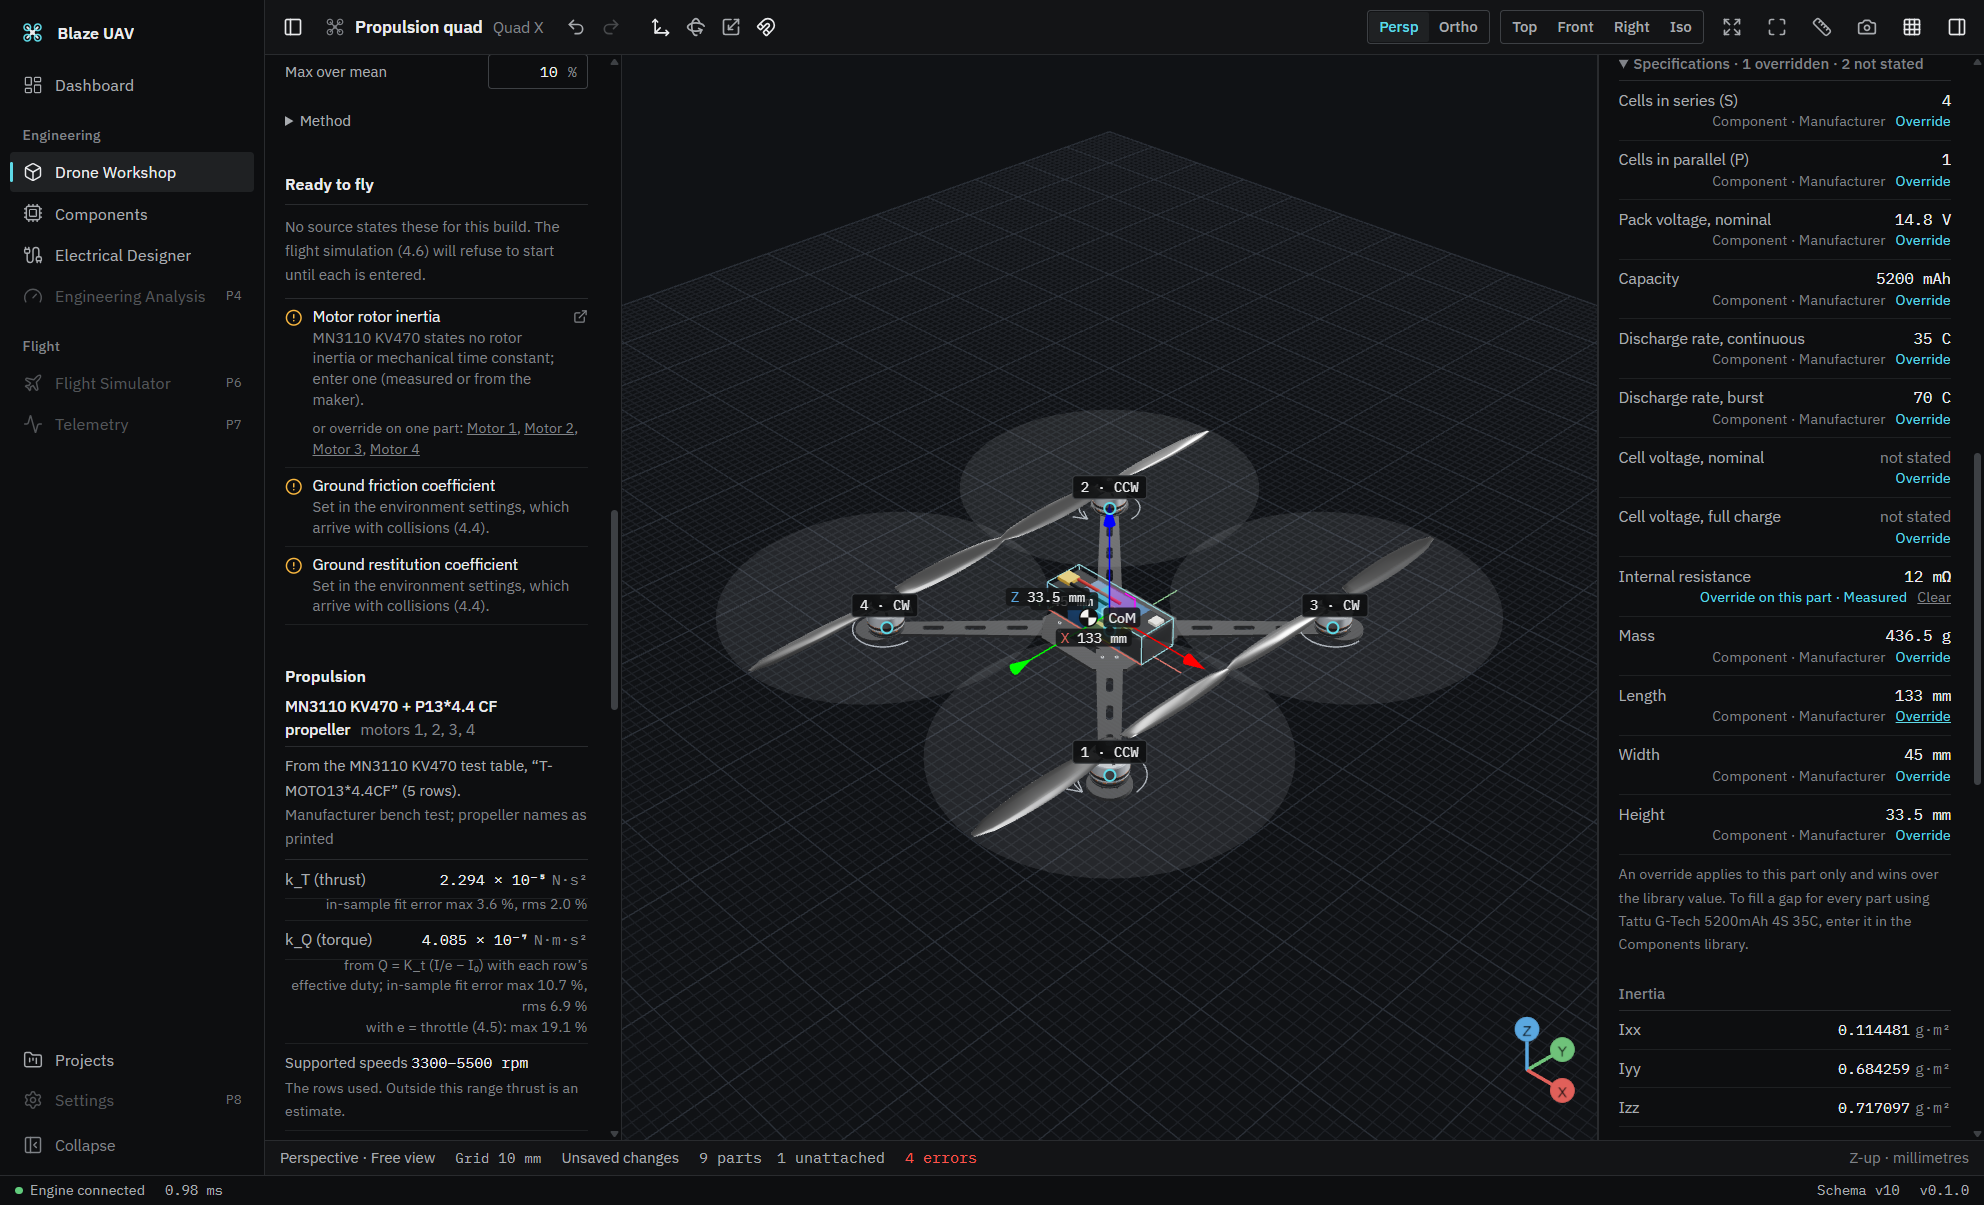 Blaze UAV
Dashboard
Engineering
Drone Workshop
Components
Electrical Designer
Engineering Analysis P4
Flight
Flight Simulator P6
Telemetry P7
Projects
Settings P8
Collapse
Propulsion quad Quad X
Persp Ortho
Top Front Right Iso
Max over mean 10 %
Method
Ready to fly
No source states these for this build. The
flight simulation (4.6) will refuse to start
until each is entered.
Motor rotor inertia
MN3110 KV470 states no rotor
inertia or mechanical time constant;
enter one (measured or from the
maker).
or override on one part: Motor 1, Motor 2,
Motor 3, Motor 4
Ground friction coefficient
Set in the environment settings, which
arrive with collisions (4.4).
Ground restitution coefficient
Set in the environment settings, which
arrive with collisions (4.4).
Propulsion
MN3110 KV470 + P13*4.4 CF
propeller motors 1, 2, 3, 4
From the MN3110 KV470 test table, “T-
MOTO13*4.4CF” (5 rows).
Manufacturer bench test; propeller names as
printed
k_T (thrust) 2.294 × 10⁻⁵ N·s²
in-sample fit error max 3.6 %, rms 2.0 %
k_Q (torque) 4.085 × 10⁻⁷ N·m·s²
from Q = K_t (I/e − I₀) with each row’s
effective duty; in-sample fit error max 10.7 %,
rms 6.9 %
with e = throttle (4.5): max 19.1 %
Supported speeds 3300–5500 rpm
The rows used. Outside this range thrust is an
estimate.
2 · CCW
4 · CW
3 · CW
Z 33.5 mm
CoM
X 133 mm
1 · CCW
Z
Y
X
Specifications · 1 overridden · 2 not stated
Cells in series (S) 4
Component · Manufacturer Override
Cells in parallel (P) 1
Component · Manufacturer Override
Pack voltage, nominal 14.8 V
Component · Manufacturer Override
Capacity 5200 mAh
Component · Manufacturer Override
Discharge rate, continuous 35 C
Component · Manufacturer Override
Discharge rate, burst 70 C
Component · Manufacturer Override
Cell voltage, nominal not stated
Override
Cell voltage, full charge not stated
Override
Internal resistance 12 mΩ
Override on this part · Measured Clear
Mass 436.5 g
Component · Manufacturer Override
Length 133 mm
Component · Manufacturer Override
Width 45 mm
Component · Manufacturer Override
Height 33.5 mm
Component · Manufacturer Override
An override applies to this part only and wins over
the library value. To fill a gap for every part using
Tattu G-Tech 5200mAh 4S 35C, enter it in the
Components library.
Inertia
Ixx 0.114481 g·m²
Iyy 0.684259 g·m²
Izz 0.717097 g·m²
Perspective · Free view Grid 10 mm Unsaved changes 9 parts 1 unattached 4 errors
Z-up · millimetres
Engine connected 0.98 ms
Schema v10 v0.1.0